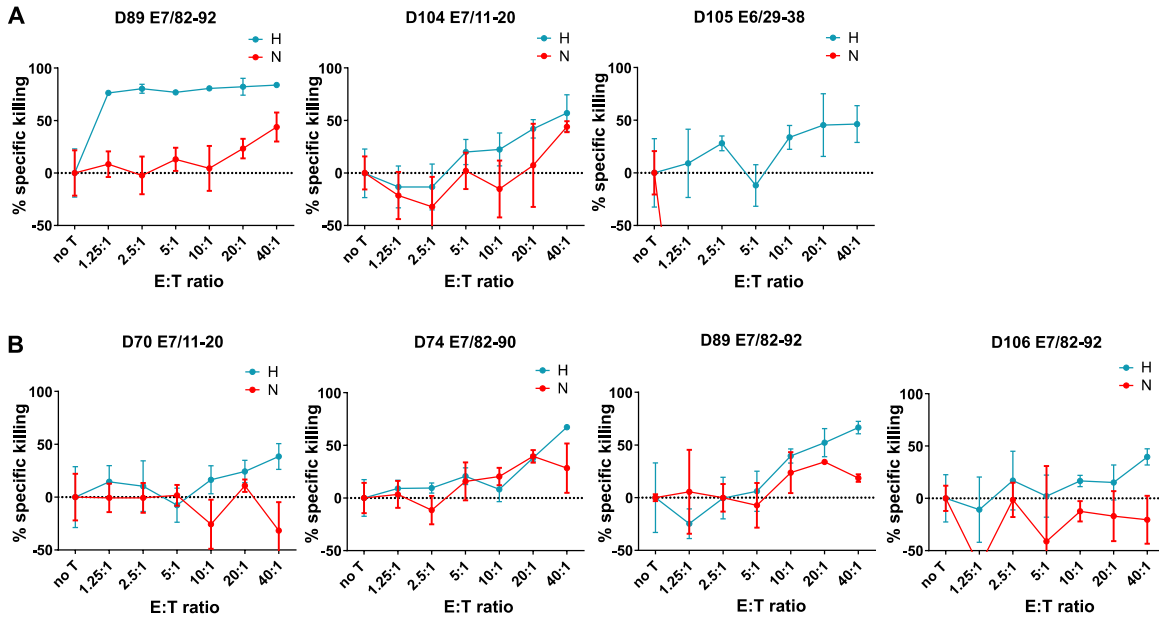 A
D89 E7/82-92
H
N
% specific killing
100
50
0
-50
no T
1.25:1
2.5:1
5:1
10:1
20:1
40:1
E:T ratio
D104 E7/11-20
H
N
% specific killing
100
50
0
-50
no T
1.25:1
2.5:1
5:1
10:1
20:1
40:1
E:T ratio
D105 E6/29-38
H
N
% specific killing
100
50
0
-50
no T
1.25:1
2.5:1
5:1
10:1
20:1
40:1
E:T ratio
B
D70 E7/11-20
H
N
% specific killing
100
50
0
-50
no T
1.25:1
2.5:1
5:1
10:1
20:1
40:1
E:T ratio
D74 E7/82-90
H
N
% specific killing
100
50
0
-50
no T
1.25:1
2.5:1
5:1
10:1
20:1
40:1
E:T ratio
D89 E7/82-92
H
N
% specific killing
100
50
0
-50
no T
1.25:1
2.5:1
5:1
10:1
20:1
40:1
E:T ratio
D106 E7/82-92
H
N
% specific killing
100
50
0
-50
no T
1.25:1
2.5:1
5:1
10:1
20:1
40:1
E:T ratio